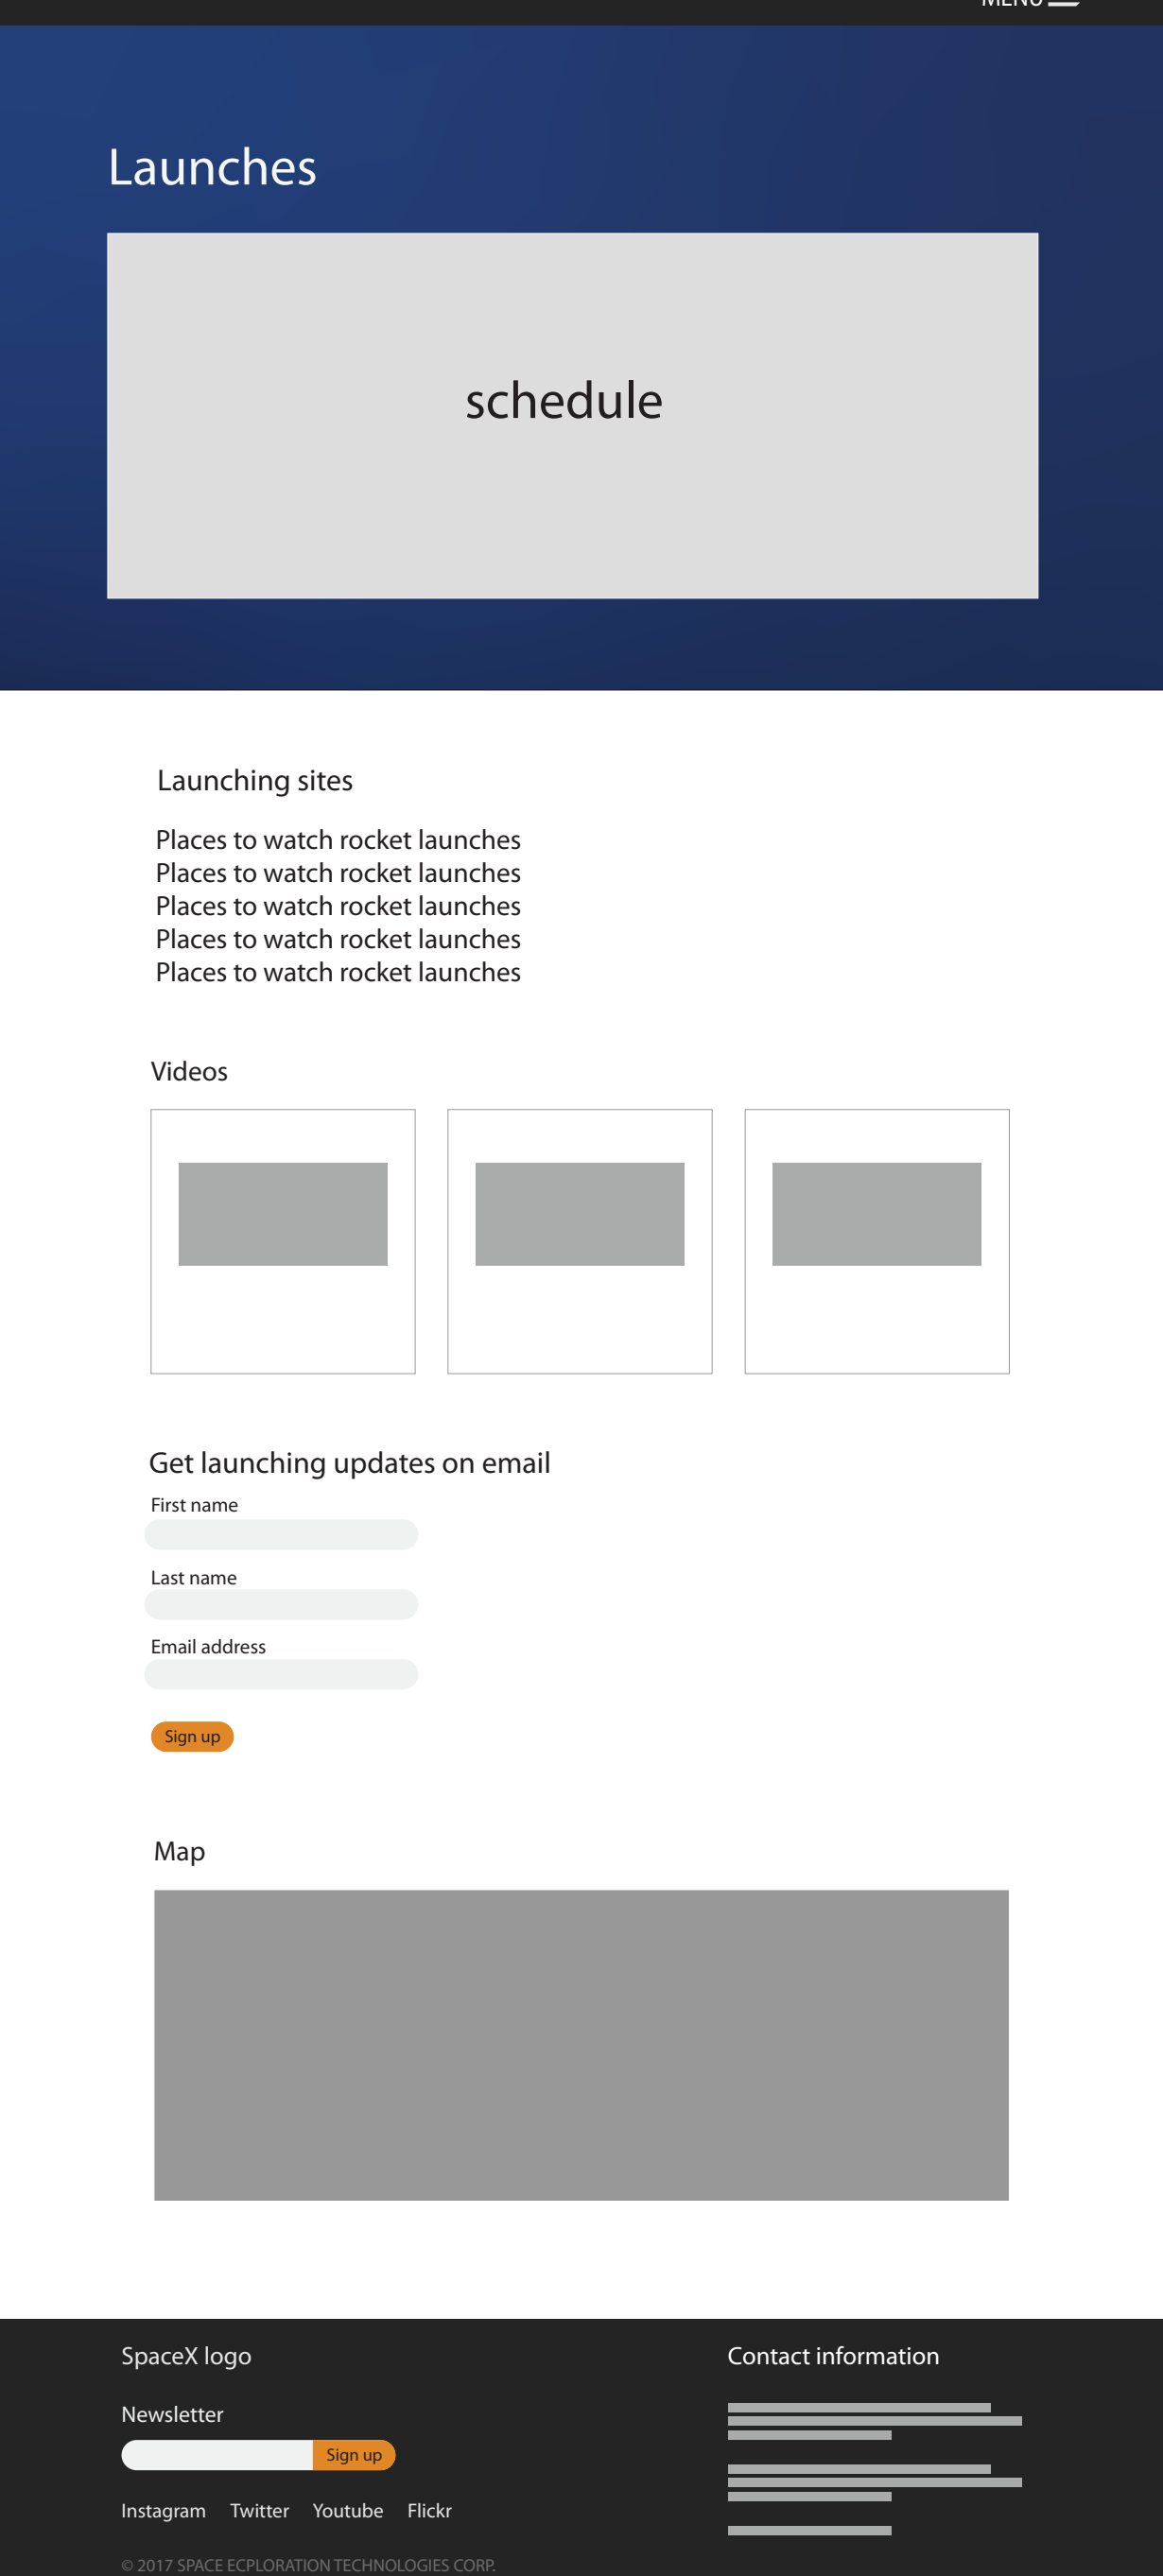 MENU
Launches
schedule
Launching sites
Places to watch rocket launches
Places to watch rocket launches
Places to watch rocket launches
Places to watch rocket launches
Places to watch rocket launches
Videos
Get launching updates on email
First name
Last name
Email address
Sign up
Map
SpaceX logo
Contact information
Newsletter
Sign up
Instagram Twitter Youtube Flickr
© 2017 SPACE ECPLORATION TECHNOLOGIES CORP.